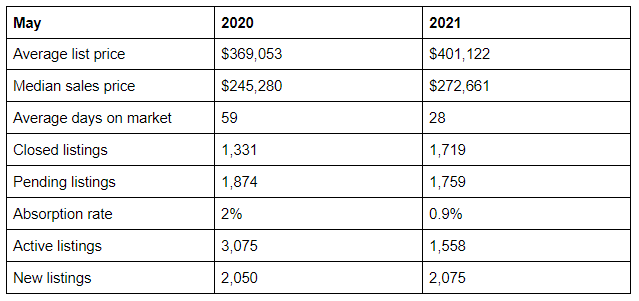 May 2020 2021
Average list price $369,053 $401,122
Median sales price $245,280 $272,661
Average days on market 59 28
Closed listings 1,331 1,719
Pending listings 1,874 1,759
Absorption rate 2% 0.9%
Active listings 3,075 1,558
New listings 2,050 2,075